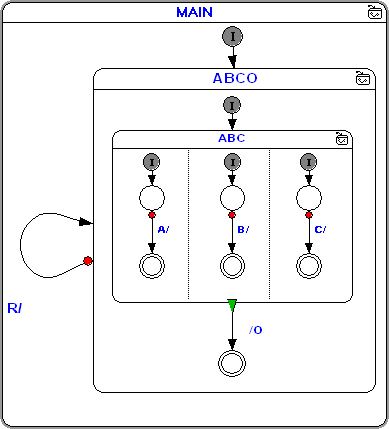 MAIN
I
ABCO
I
ABC
I I I
A/ B/ C/
R/
/O